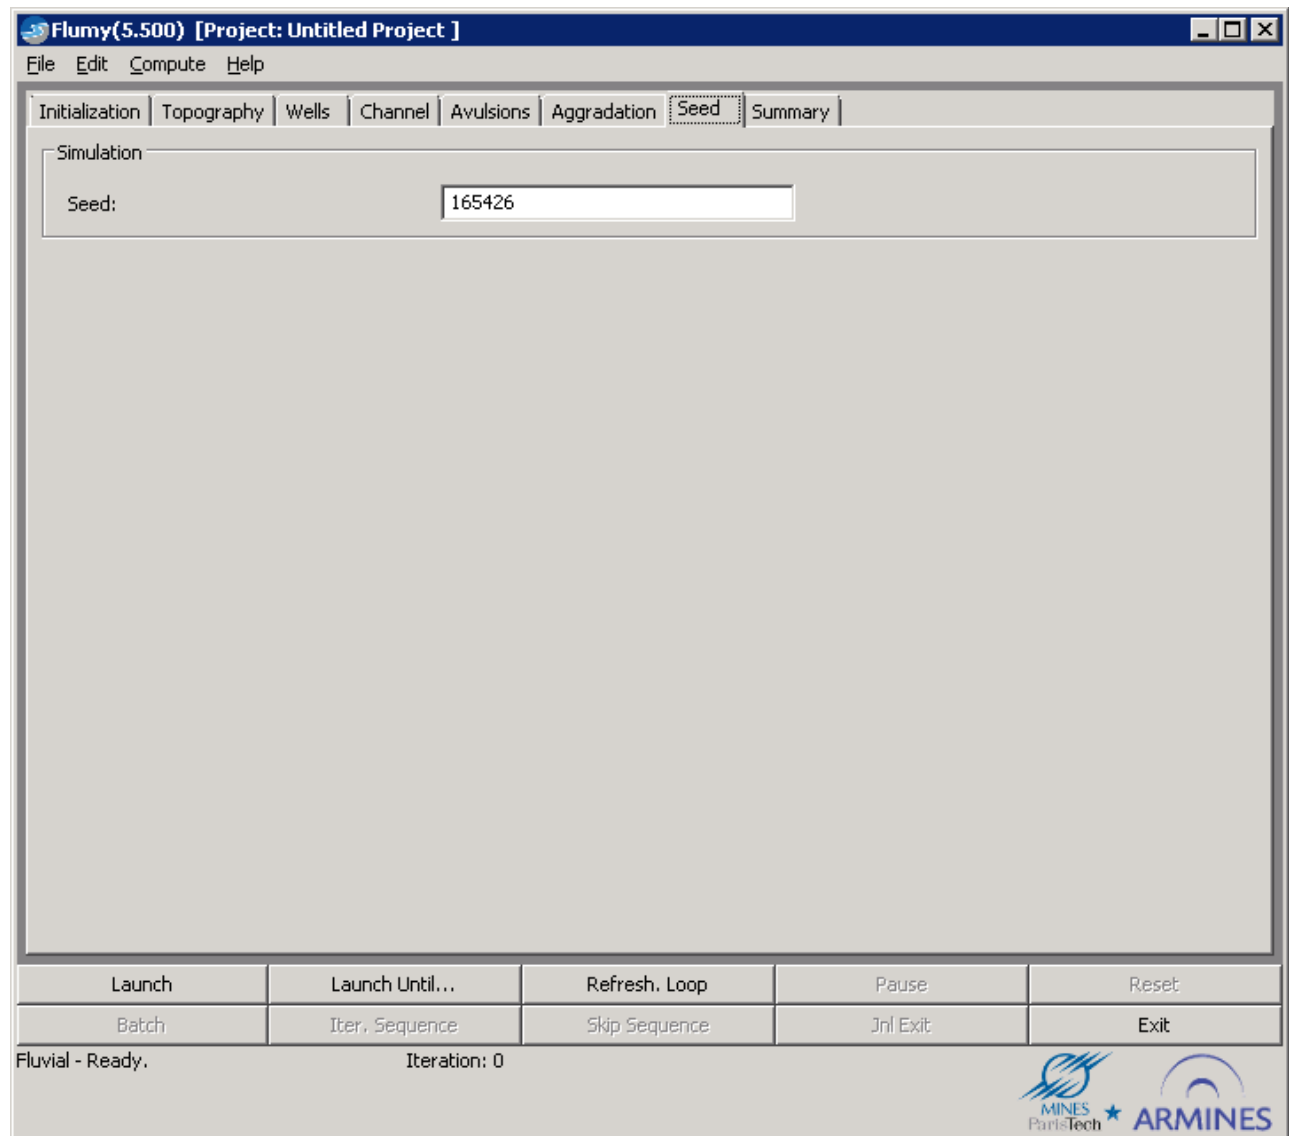 Flumy(5.500) [Project: Untitled Project ]
File Edit Compute Help
Initialization Topography Wells Channel Avulsions Aggradation Seed Summary
Simulation
Seed: 165426
Launch Launch Until... Refresh. Loop Pause Reset
Batch Iter. Sequence Skip Sequence Jnl Exit Exit
Fluvial - Ready. Iteration: 0
MINES
ParisTech
ARMINES